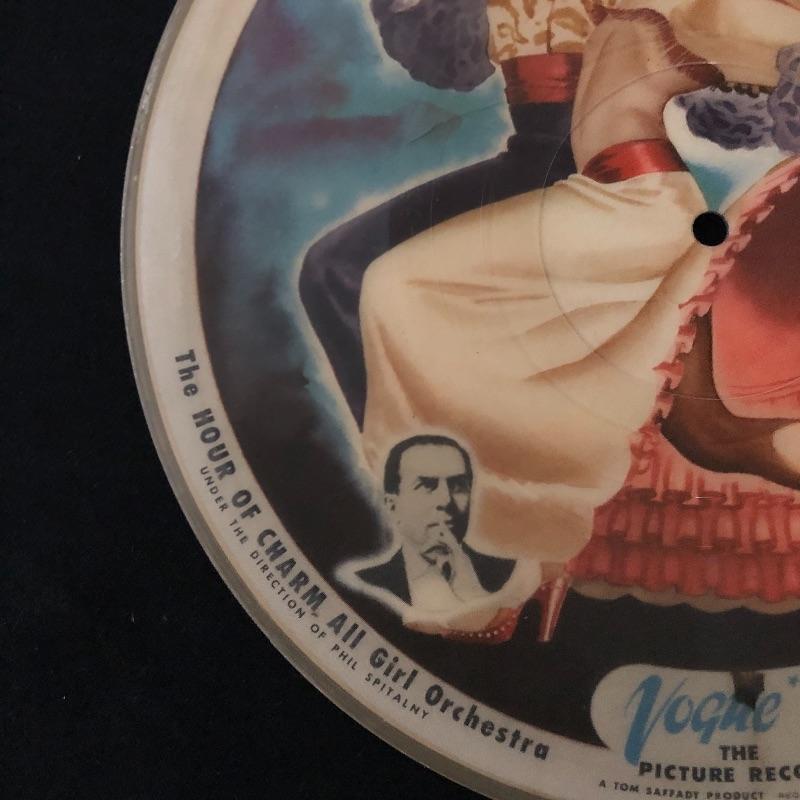 The HOUR OF CHARM All Girl Orchestra
UNDER THE DIRECTION OF PHIL SPITALNY
Vogue
THE
PICTURE RECO
A TOM SAFFADY PRODUCT